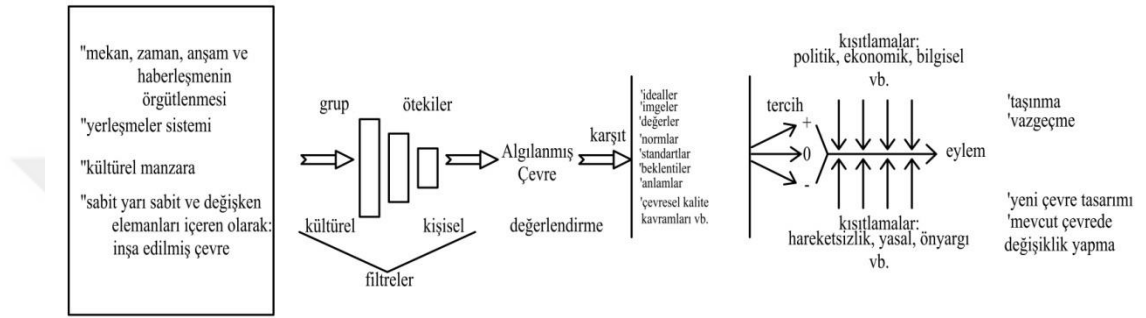 "mekan, zaman, anşam ve
haberleşmenin
örgütlenmesi
"yerleşmeler sistemi
"kültürel manzara
"sabit yarı sabit ve değişken
elemanları içeren olarak:
inşa edilmiş çevre
grup
ötekiler
kültürel
kişisel
filtreler
Algılanmış
Çevre
değerlendirme
karşıt
'idealler
'imgeler
'değerler
'normlar
'standartlar
'beklentiler
'anlamlar
'çevresel kalite
kavramları vb.
tercih
+
0
-
kısıtlamalar:
politik, ekonomik, bilgisel
vb.
eylem
kısıtlamalar:
hareketsizlik, yasal, önyargı
vb.
'taşınma
'vazgeçme
'yeni çevre tasarımı
'mevcut çevrede
değişiklik yapma